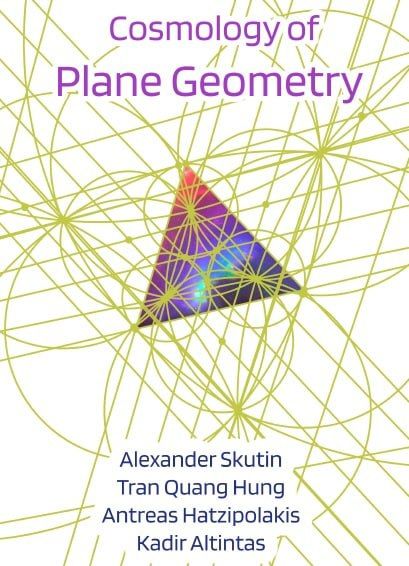 Cosmology of
Plane Geometry
Alexander Skutin
Tran Quang Hung
Antreas Hatzipolakis
Kadir Altintas